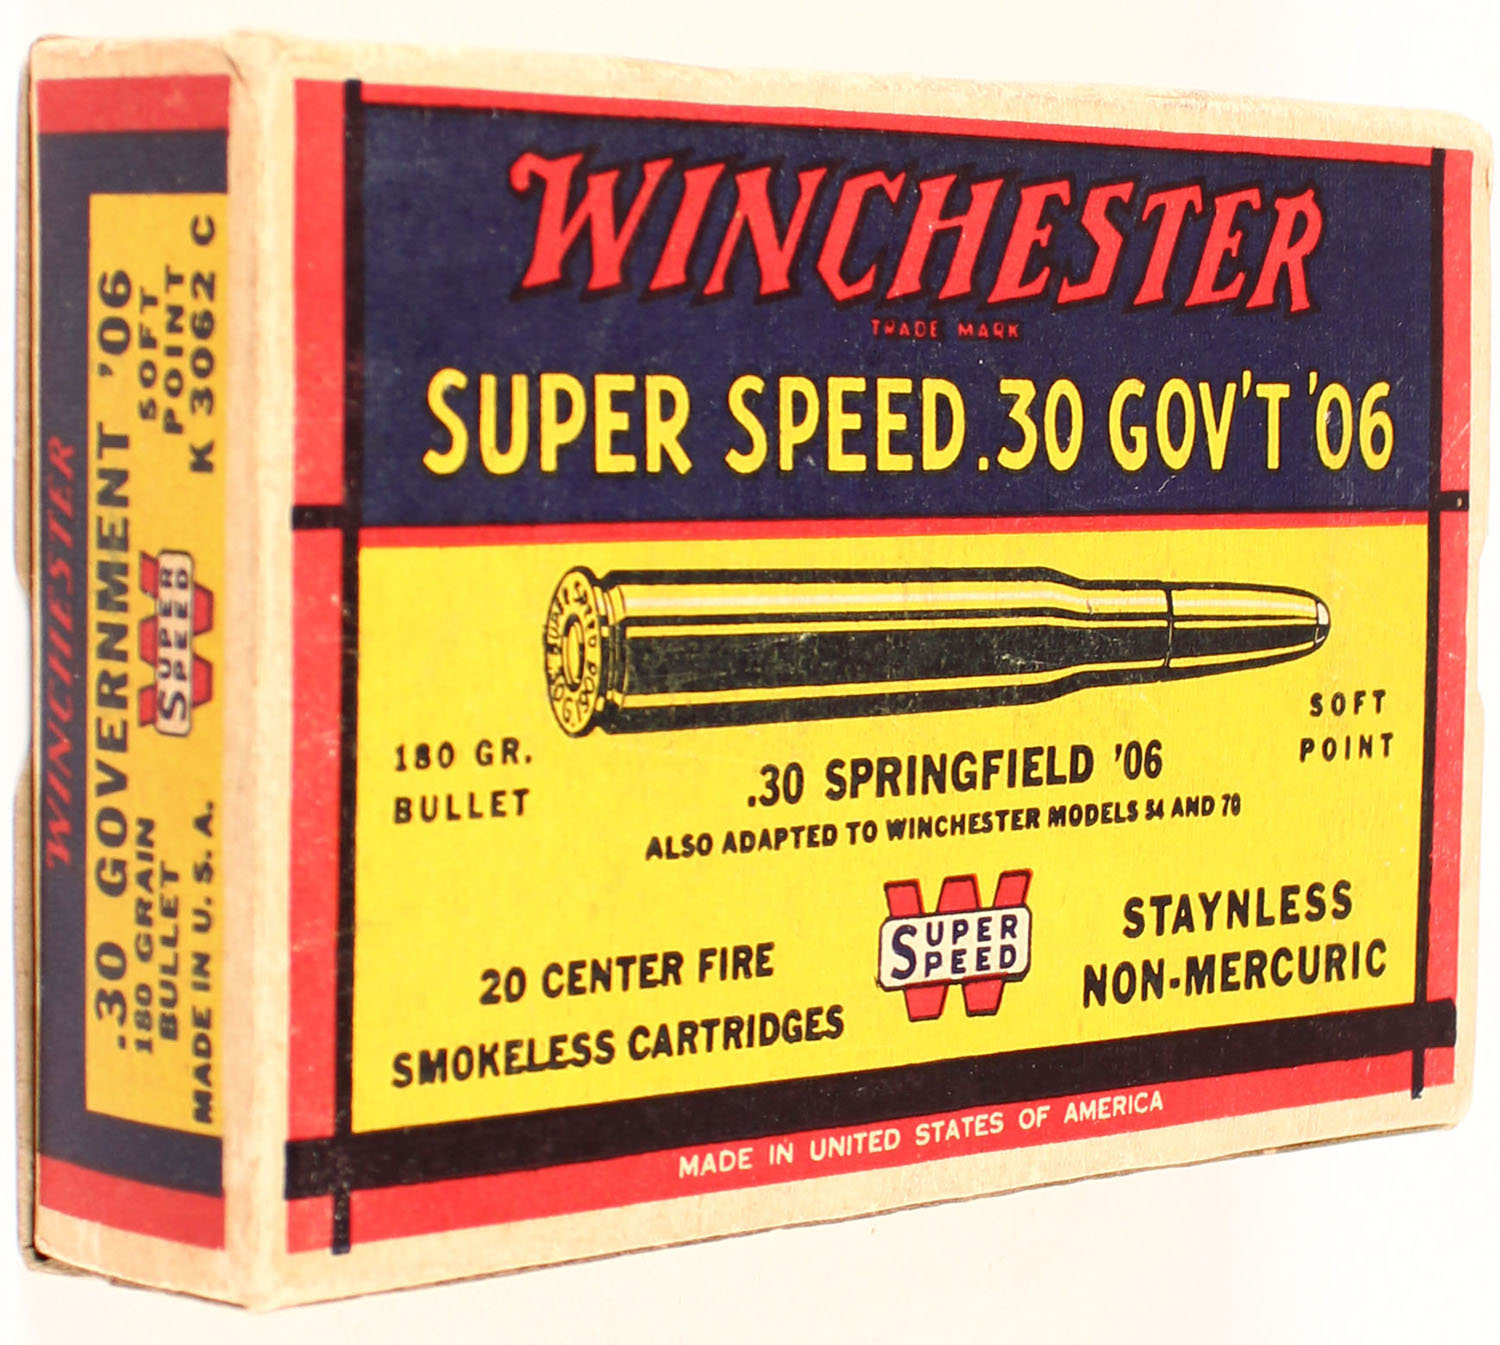 WINCHESTER
TRADE MARK
SUPER SPEED .30 GOV'T '06
180 GR.
BULLET
SOFT
POINT
.30 SPRINGFIELD '06
ALSO ADAPTED TO WINCHESTER MODELS 54 AND 70
20 CENTER FIRE
SMOKELESS CARTRIDGES
SUPER
SPEED
STAYNLESS
NON-MERCURIC
MADE IN UNITED STATES OF AMERICA
WINCHESTER
.30 GOVERNMENT '06
180 GRAIN
BULLET
SUPER
SPEED
SOFT
POINT
MADE IN U.S.A.
K 3062 C